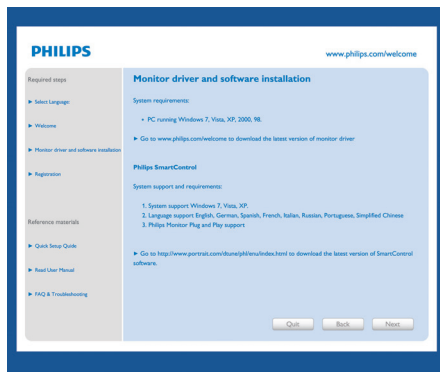 PHILIPS
www.philips.com/welcome
Required steps
► Select Language:
► Welcome
► Monitor driver and software installation
► Registration
Reference materials
► Quick Setup Guide
► Read User Manual
► FAQ & Troubleshooting
Monitor driver and software installation
System requirements:
• PC running Windows 7, Vista, XP, 2000, 98.
► Go to www.philips.com/welcome to download the latest version of monitor driver
Philips SmartControl
System support and requirements:
1. System support Windows 7, Vista, XP.
2. Language support English, German, Spanish, French, Italian, Russian, Portuguese, Simplified Chinese
3. Philips Monitor Plug and Play support
► Go to http://www.portrait.com/dtune/phl/enu/index.html to download the latest version of SmartControl
software.
Quit
Back
Next